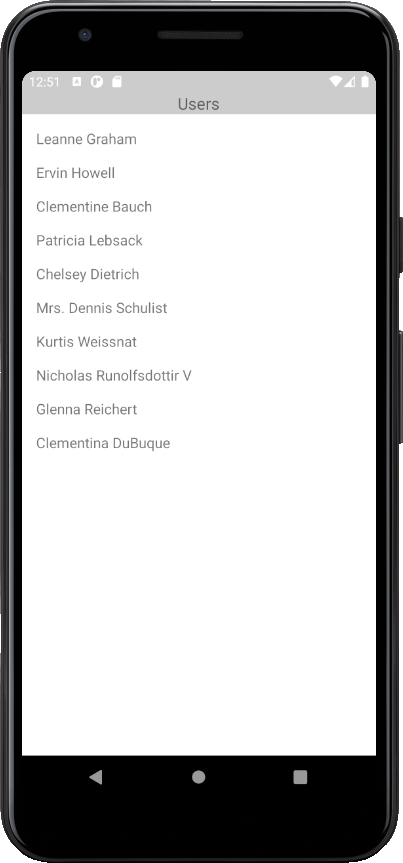 12:51
Users
Leanne Graham
Ervin Howell
Clementine Bauch
Patricia Lebsack
Chelsey Dietrich
Mrs. Dennis Schulist
Kurtis Weissnat
Nicholas Runolfsdottir V
Glenna Reichert
Clementina DuBuque